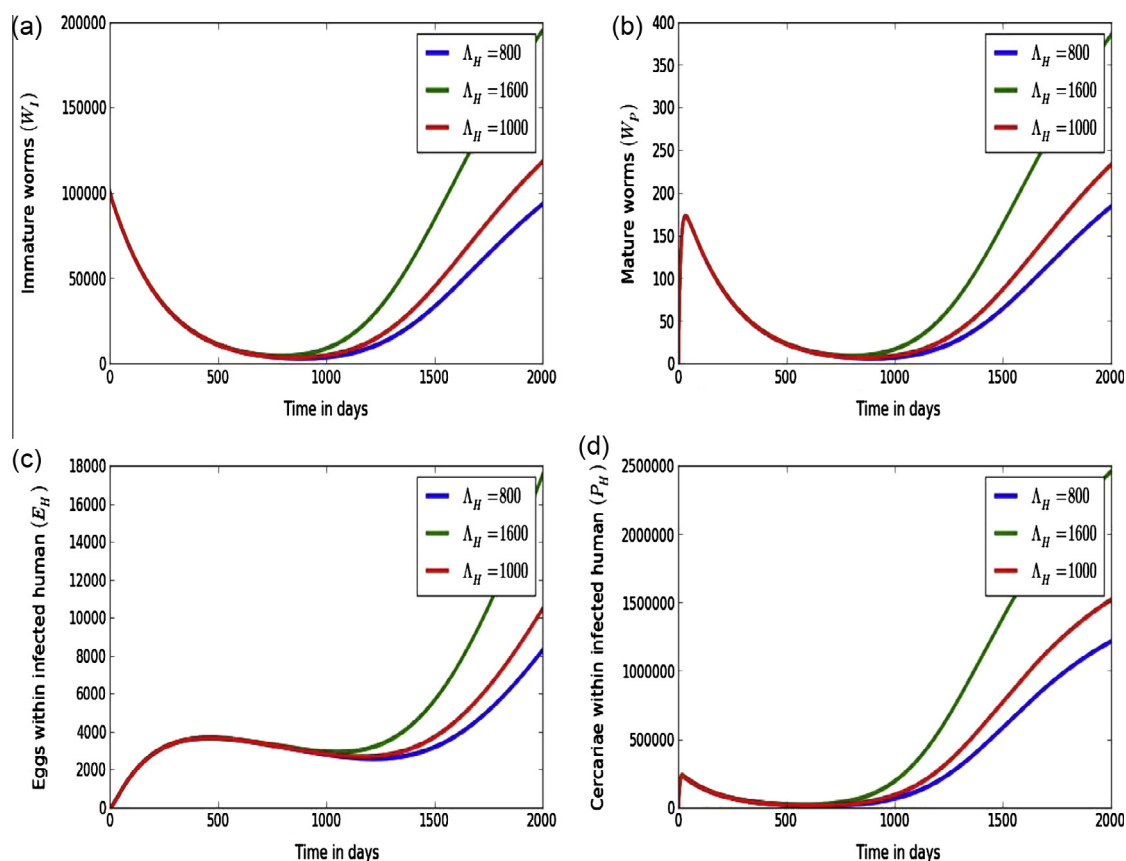 (a)
200000
150000
100000
50000
0
Immature worms (W_I)
Λ_H =800
Λ_H =1600
Λ_H =1000
0 500 1000 1500 2000
Time in days
(b)
400
350
300
250
200
150
100
50
0
Mature worms (W_P)
Λ_H =800
Λ_H =1600
Λ_H =1000
0 500 1000 1500 2000
Time in days
(c)
18000
16000
14000
12000
10000
8000
6000
4000
2000
0
Eggs within infected human (E_H)
Λ_H =800
Λ_H =1600
Λ_H =1000
0 500 1000 1500 2000
Time in days
(d)
2500000
2000000
1500000
1000000
500000
0
Cercariae within infected human (P_H)
Λ_H =800
Λ_H =1600
Λ_H =1000
0 500 1000 1500 2000
Time in days